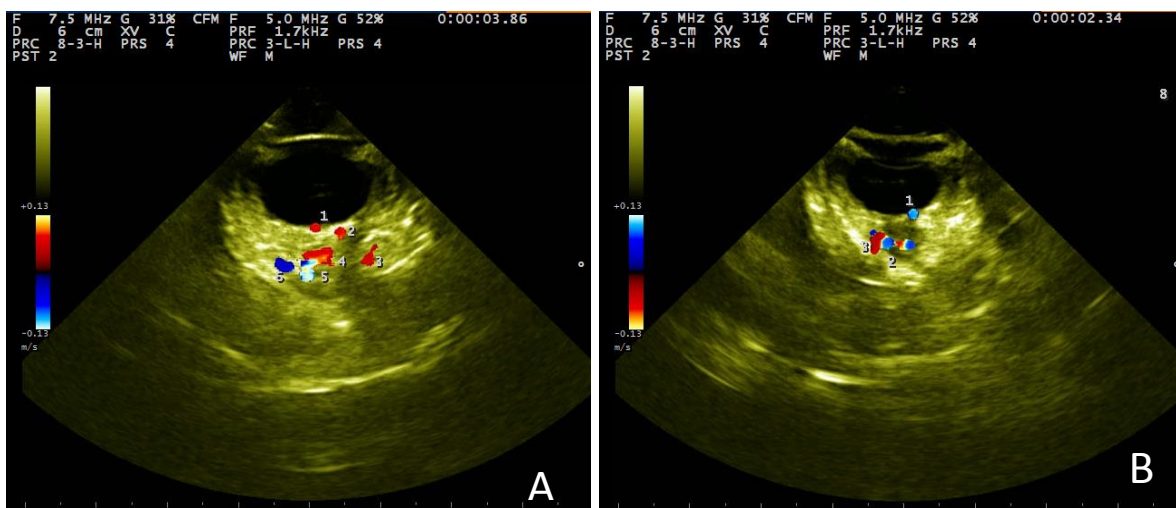 F 7.5 MHz G 31% CFM F 5.0 MHz G 52% 0:00:03.86
D 6 cm XV C PRF 1.7kHz
PRC 8-3-H PRS 4 PRC 3-L-H PRS 4
PST 2 WF M
+0.13
-0.13
m/s
1
2
4
3
6
5
A
F 7.5 MHz G 31% CFM F 5.0 MHz G 52% 0:00:02.34
D 6 cm XV C PRF 1.7kHz
PRC 8-3-H PRS 4 PRC 3-L-H PRS 4
PST 2 WF M
8
+0.13
-0.13
m/s
1
3
2
B